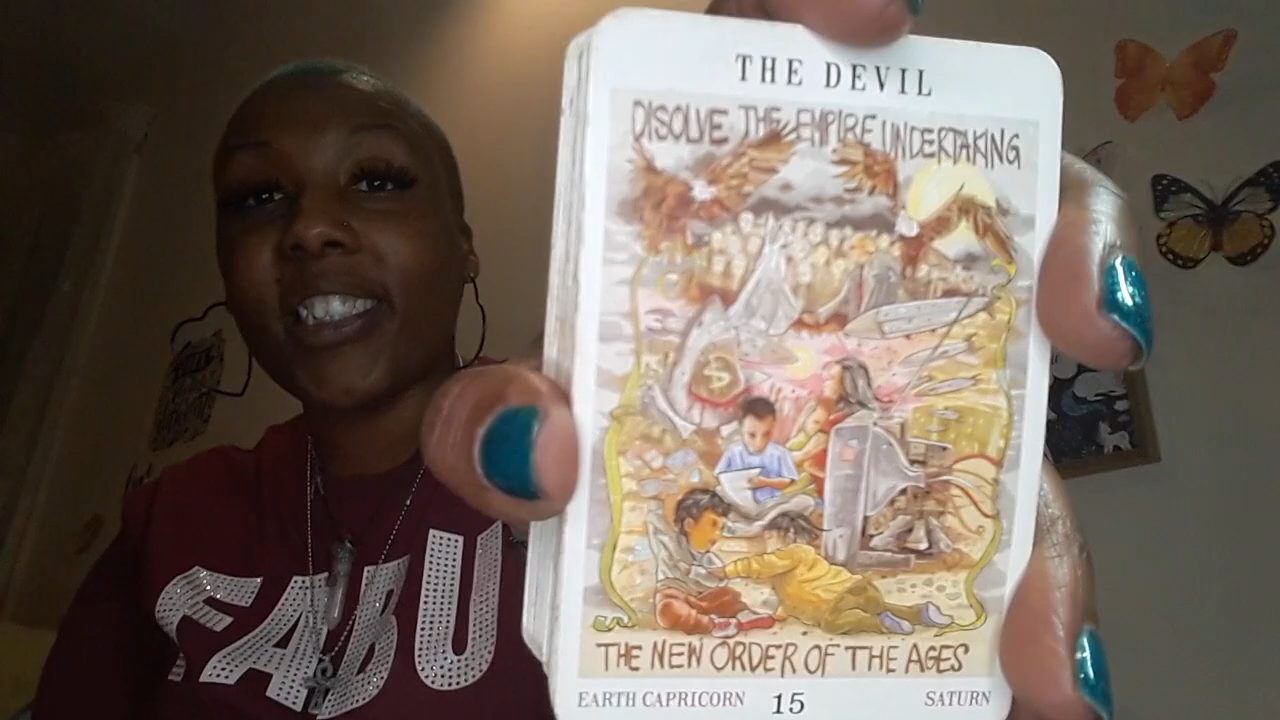 THE DEVIL
DISOLVE THE EMPIRE UNDERTAKING
$
THE NEW ORDER OF THE AGES
EARTH CAPRICORN 15 SATURN
FABU